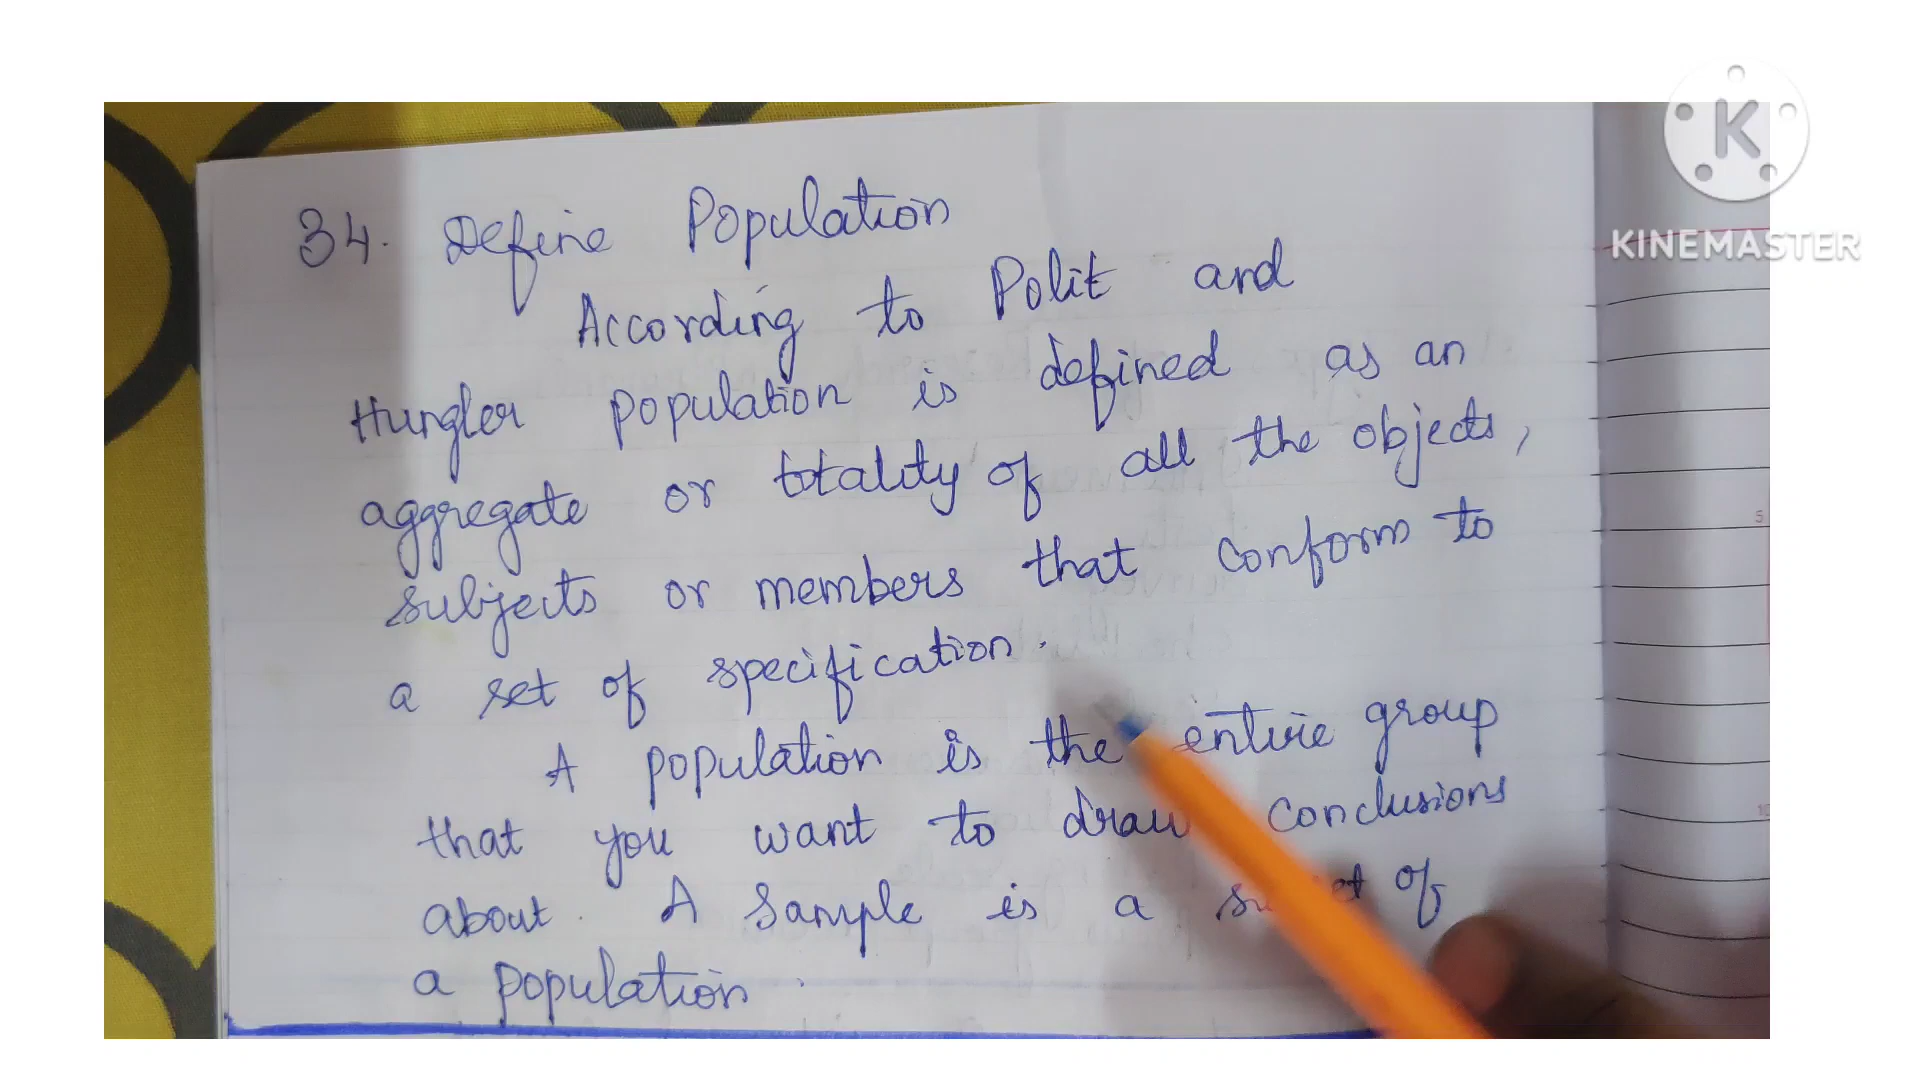 34. Define Population
According to Polit and
Hungler population is defined as an
aggregate or totality of all the objects,
subjects or members that conform to
a set of specification.
A population is the entire group
that you want to draw conclusions
about. A sample is a of
a population.
K
KINEMASTER
5
10